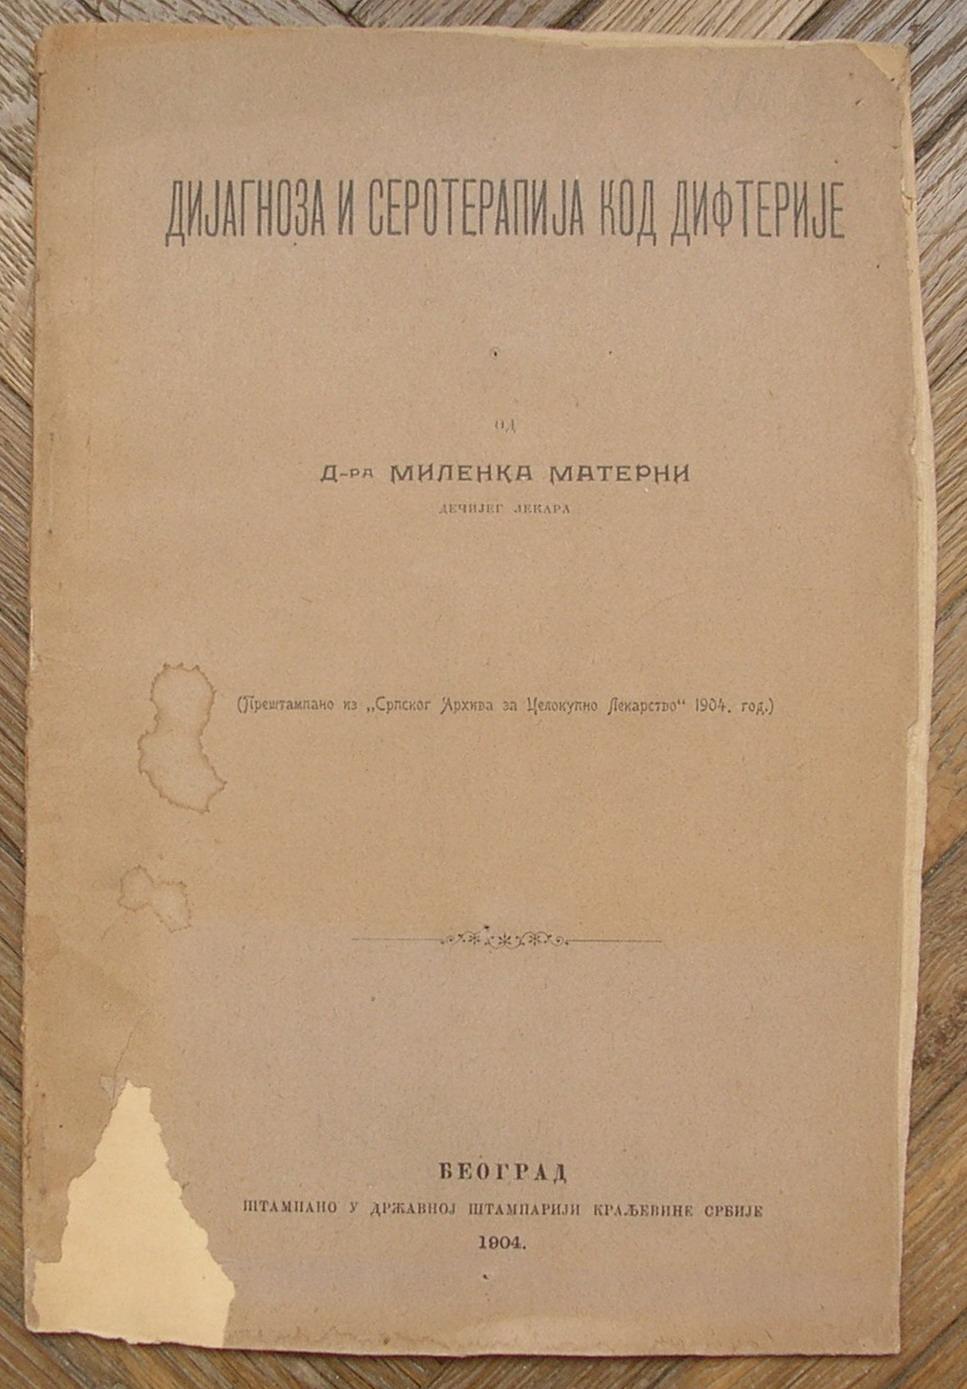 ДИЈАГНОЗА И СЕРОТЕРАПИЈА КОД ДИФТЕРИЈЕ
ОД
Д-РА МИЛЕНКА МАТЕРНИ
ДЕЧИЈЕГ ЛЕКАРА
(Прештампано из „Српског Архива за Целокупно Лекарство“ 1904. год.)
БЕОГРАД
ШТАМПАНО У ДРЖАВНОЈ ШТАМПАРИЈИ КРАЉЕВИНЕ СРБИЈЕ
1904.